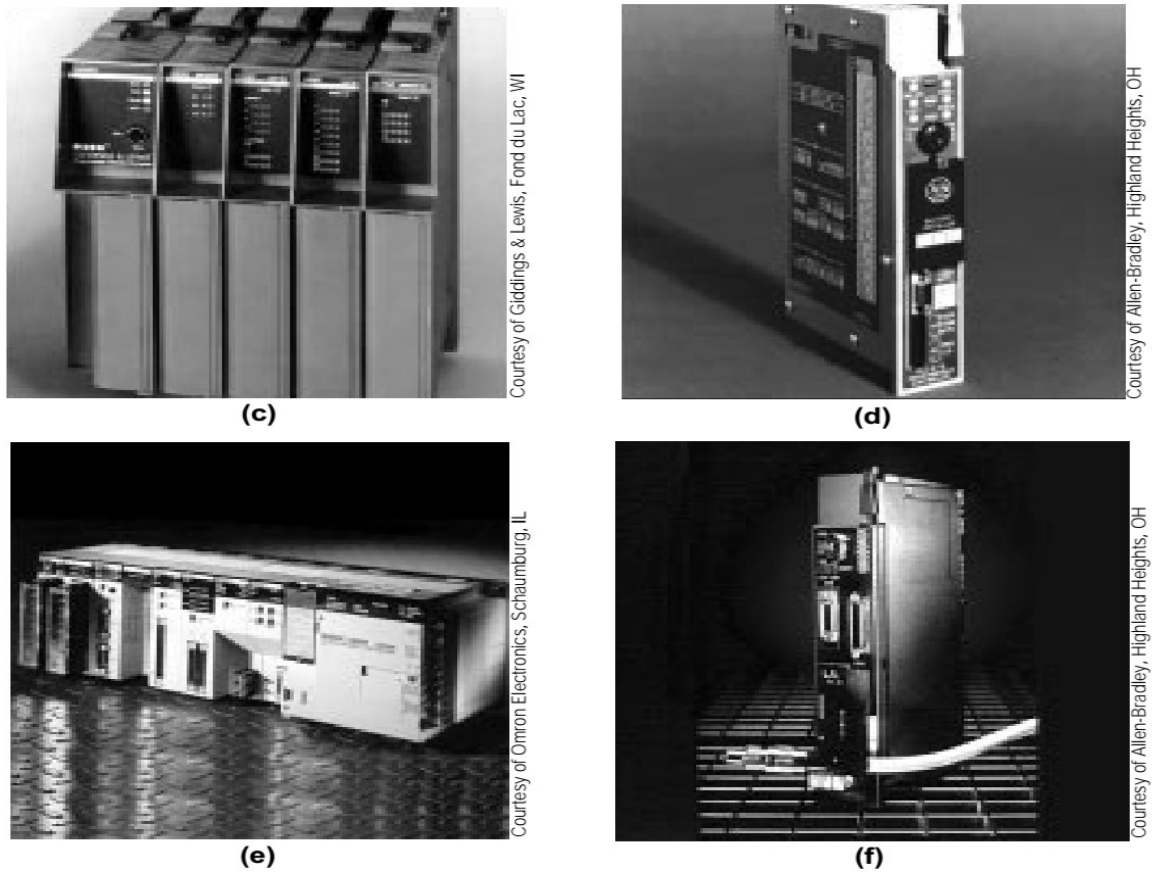 Courtesy of Giddings & Lewis, Fond du Lac, WI
(c)
Courtesy of Allen-Bradley, Highland Heights, OH
(d)
Courtesy of Omron Electronics, Schaumburg, IL
(e)
Courtesy of Allen-Bradley, Highland Heights, OH
(f)